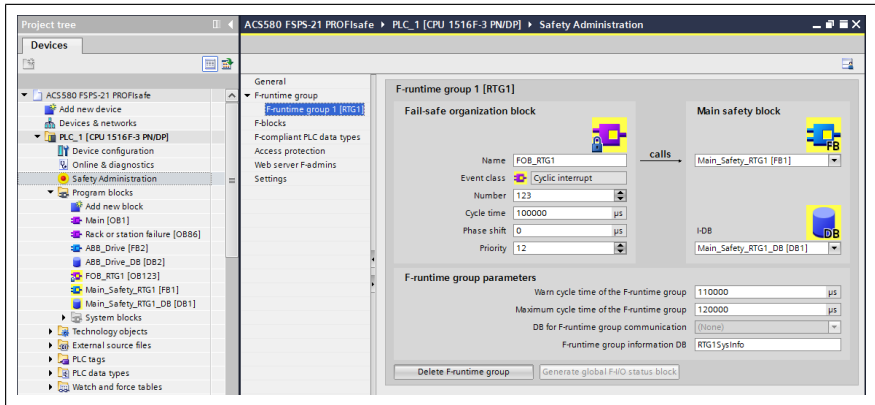 Project tree
ACS580 FSPS-21 PROFIsafe ▸ PLC_1 [CPU 1516F-3 PN/DP] ▸ Safety Administration
Devices
ACS580 FSPS-21 PROFIsafe
Add new device
Devices & networks
PLC_1 [CPU 1516F-3 PN/DP]
Device configuration
Online & diagnostics
Safety Administration
Program blocks
Add new block
Main [OB1]
Rack or station failure [OB86]
ABB_Drive [FB2]
ABB_Drive_DB [DB2]
FOB_RTG1 [OB123]
Main_Safety_RTG1 [FB1]
Main_Safety_RTG1_DB [DB1]
System blocks
Technology objects
External source files
PLC tags
PLC data types
Watch and force tables
General
F-runtime group
F-runtime group 1 [RTG1]
F-blocks
F-compliant PLC data types
Access protection
Web server F-admins
Settings
F-runtime group 1 [RTG1]
Fail-safe organization block
Name FOB_RTG1
Event class Cyclic interrupt
Number 123
Cycle time 100000 µs
Phase shift 0 µs
Priority 12
calls
Main safety block
FB
Main_Safety_RTG1 [FB1]
DB
I-DB
Main_Safety_RTG1_DB [DB1]
F-runtime group parameters
Warn cycle time of the F-runtime group 110000 µs
Maximum cycle time of the F-runtime group 120000 µs
DB for F-runtime group communication (None)
F-runtime group information DB RTG1SysInfo
Delete F-runtime group
Generate global F-I/O status block